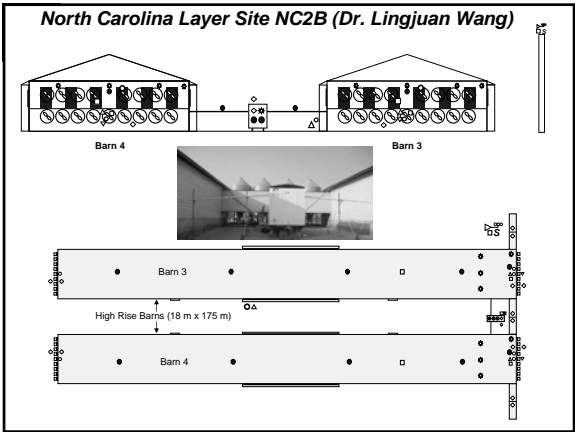 North Carolina Layer Site NC2B (Dr. Lingjuan Wang)
S
Barn 4
Barn 3
S
Barn 3
High Rise Barns (18 m x 175 m)
Barn 4